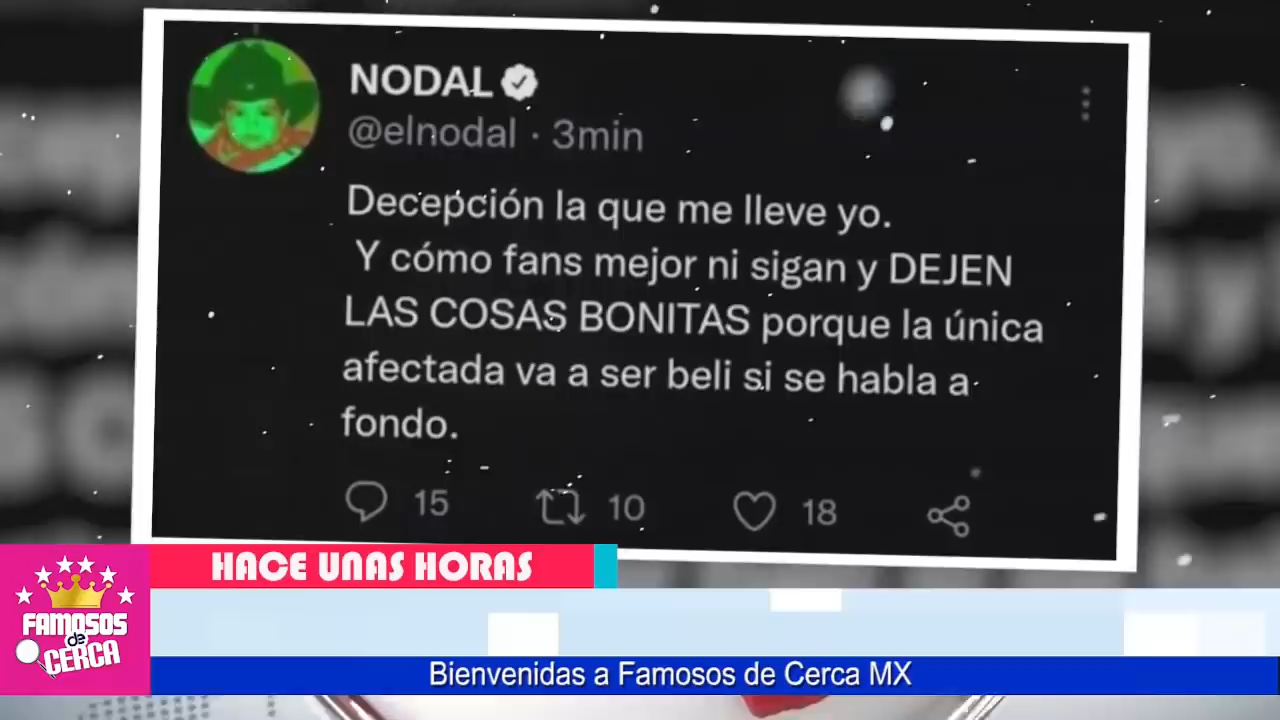 NODAL
@elnodal · 3min
Decepción la que me lleve yo.
Y cómo fans mejor ni sigan y DEJEN
LAS COSAS BONITAS porque la única
afectada va a ser beli si se habla a
fondo.
15 10 18
HACE UNAS HORAS
FAMOSOS
de
CERCA
Bienvenidas a Famosos de Cerca MX